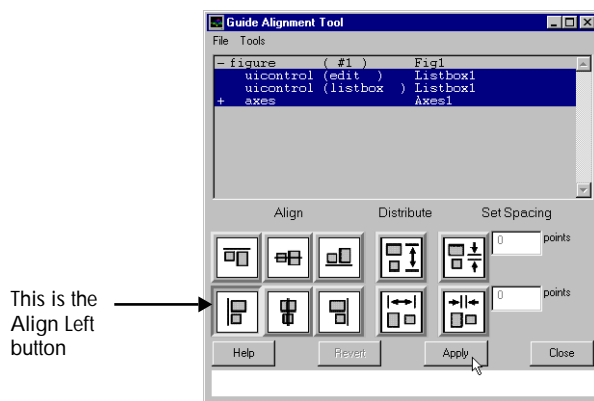 Guide Alignment Tool
File Tools
− figure ( #1 ) Fig1
uicontrol (edit ) Listbox1
uicontrol (listbox ) Listbox1
+ axes Axes1
Align Distribute Set Spacing
0 points
0 points
This is the
Align Left
button
Help Revert Apply Close